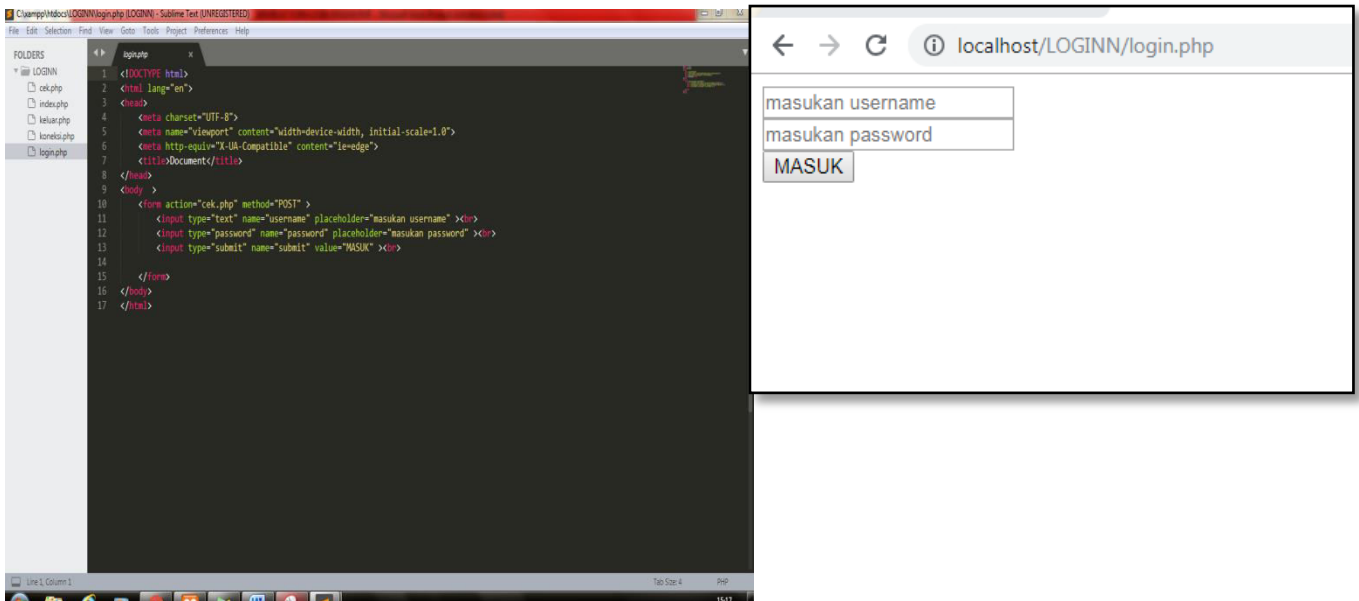 C:\xampp\htdocs\LOGINN\login.php (LOGINN) - Sublime Text (UNREGISTERED)
File Edit Selection Find View Goto Tools Project Preferences Help
FOLDERS
LOGINN
cek.php
index.php
keluar.php
koneksi.php
login.php
login.php x
1 <!DOCTYPE html>
2 <html lang="en">
3 <head>
4 <meta charset="UTF-8">
5 <meta name="viewport" content="width=device-width, initial-scale=1.0">
6 <meta http-equiv="X-UA-Compatible" content="ie=edge">
7 <title>Document</title>
8 </head>
9 <body >
10 <form action="cek.php" method="POST" >
11 <input type="text" name="username" placeholder="masukan username" ><br>
12 <input type="password" name="password" placeholder="masukan password" ><br>
13 <input type="submit" name="submit" value="MASUK" ><br>
14
15 </form>
16 </body>
17 </html>
Line 1, Column 1
Tab Size: 4 PHP
15:17
localhost/LOGINN/login.php
masukan username
masukan password
MASUK